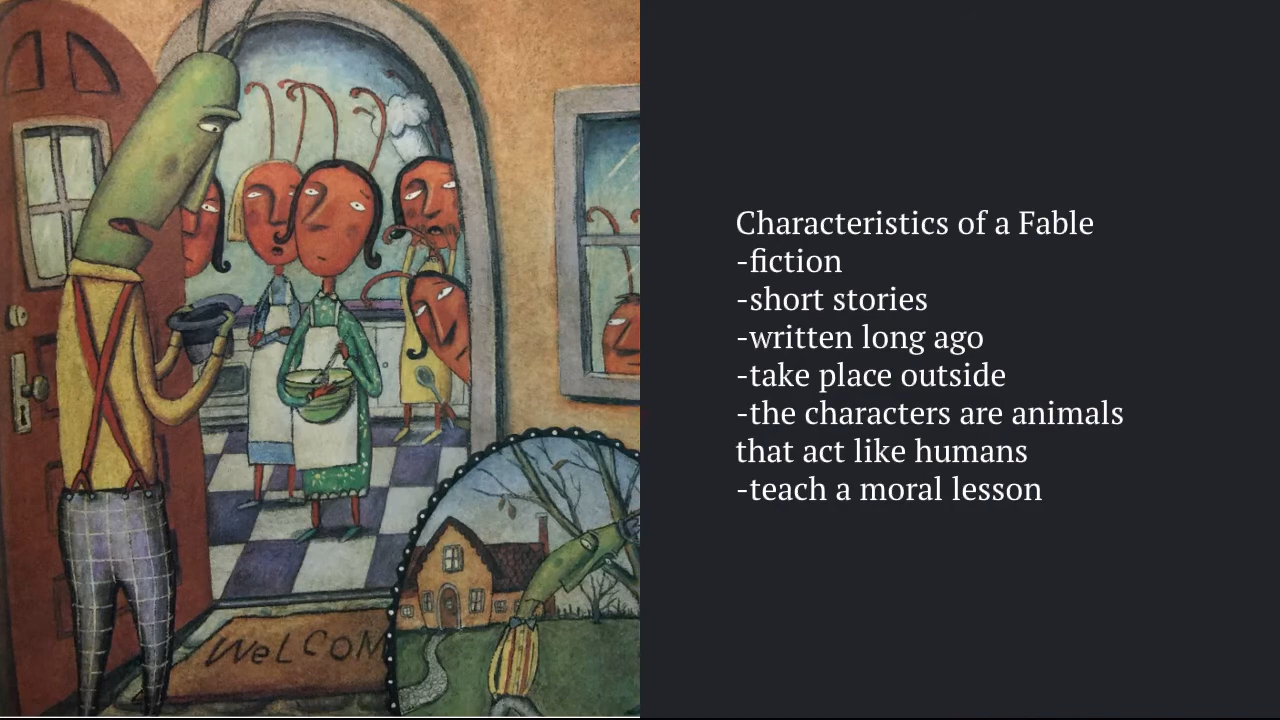 WeLCOM
Characteristics of a Fable
-fiction
-short stories
-written long ago
-take place outside
-the characters are animals
that act like humans
-teach a moral lesson